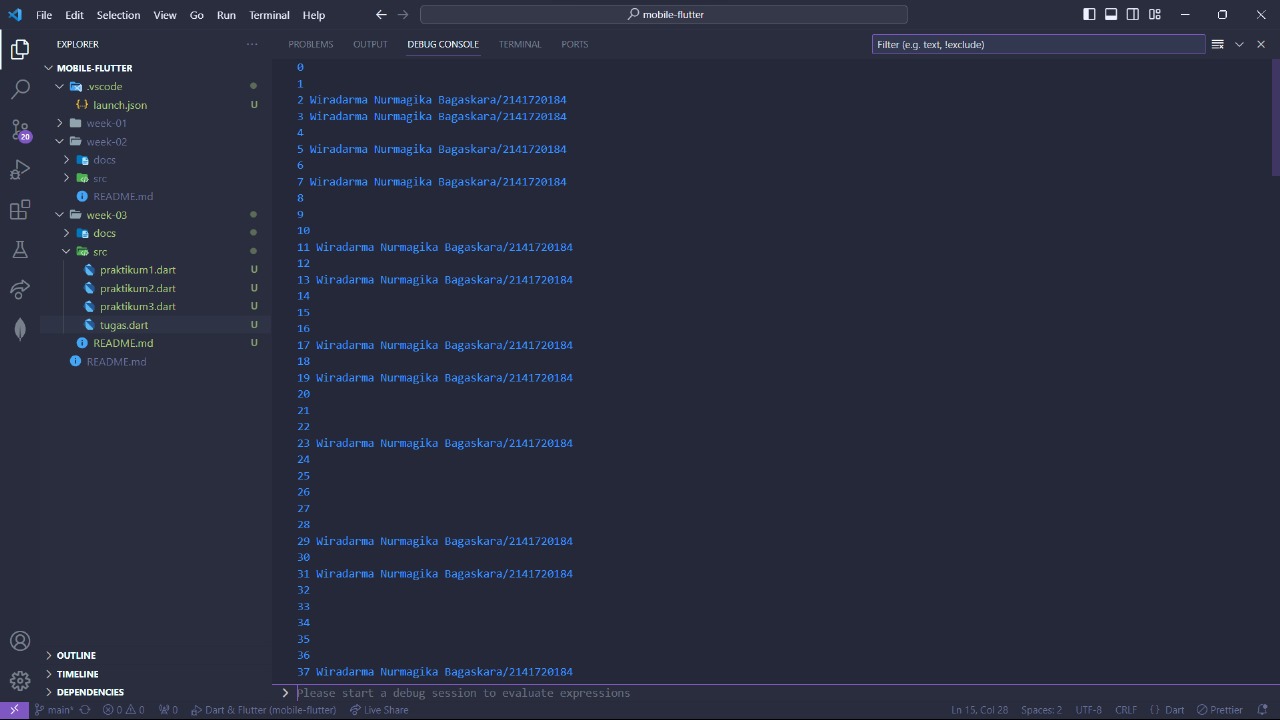 File Edit Selection View Go Run Terminal Help
mobile-flutter
EXPLORER
MOBILE-FLUTTER
.vscode
launch.json U
week-01
week-02
docs
src
README.md
week-03
docs
src
praktikum1.dart U
praktikum2.dart U
praktikum3.dart U
tugas.dart U
README.md U
README.md
20
OUTLINE
TIMELINE
DEPENDENCIES
PROBLEMS OUTPUT DEBUG CONSOLE TERMINAL PORTS
Filter (e.g. text, !exclude)
0
1
2 Wiradarma Nurmagika Bagaskara/2141720184
3 Wiradarma Nurmagika Bagaskara/2141720184
4
5 Wiradarma Nurmagika Bagaskara/2141720184
6
7 Wiradarma Nurmagika Bagaskara/2141720184
8
9
10
11 Wiradarma Nurmagika Bagaskara/2141720184
12
13 Wiradarma Nurmagika Bagaskara/2141720184
14
15
16
17 Wiradarma Nurmagika Bagaskara/2141720184
18
19 Wiradarma Nurmagika Bagaskara/2141720184
20
21
22
23 Wiradarma Nurmagika Bagaskara/2141720184
24
25
26
27
28
29 Wiradarma Nurmagika Bagaskara/2141720184
30
31 Wiradarma Nurmagika Bagaskara/2141720184
32
33
34
35
36
37 Wiradarma Nurmagika Bagaskara/2141720184
Please start a debug session to evaluate expressions
main* 0 0 0 Dart & Flutter (mobile-flutter) Live Share Ln 15, Col 28 Spaces: 2 UTF-8 CRLF {} Dart Prettier